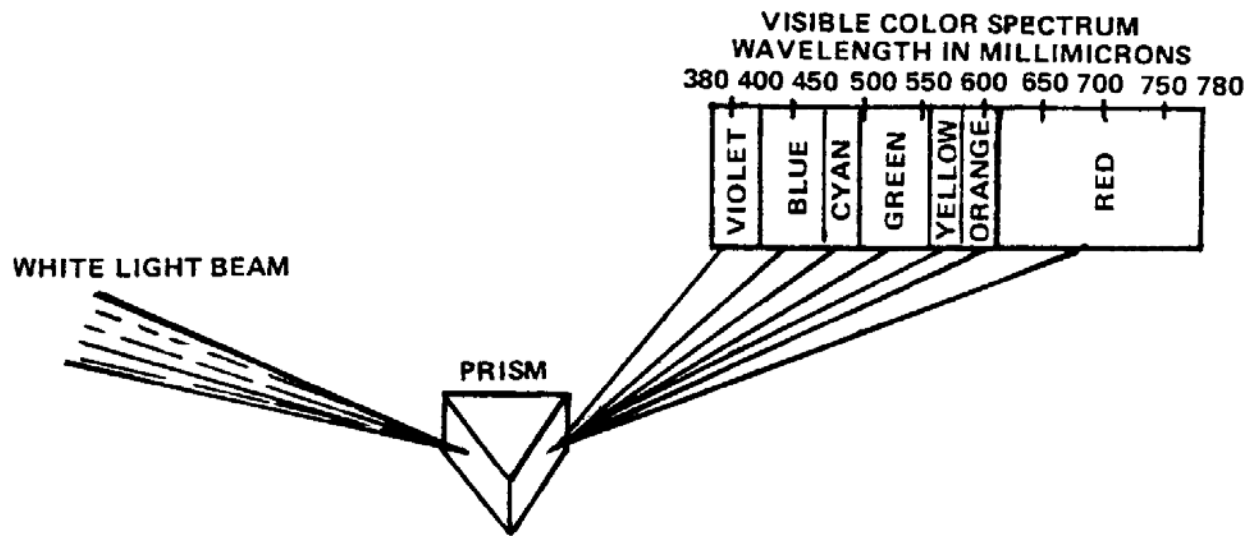 VISIBLE COLOR SPECTRUM
WAVELENGTH IN MILLIMICRONS
380 400 450 500 550 600 650 700 750 780
VIOLET
BLUE
CYAN
GREEN
YELLOW
ORANGE
RED
WHITE LIGHT BEAM
PRISM